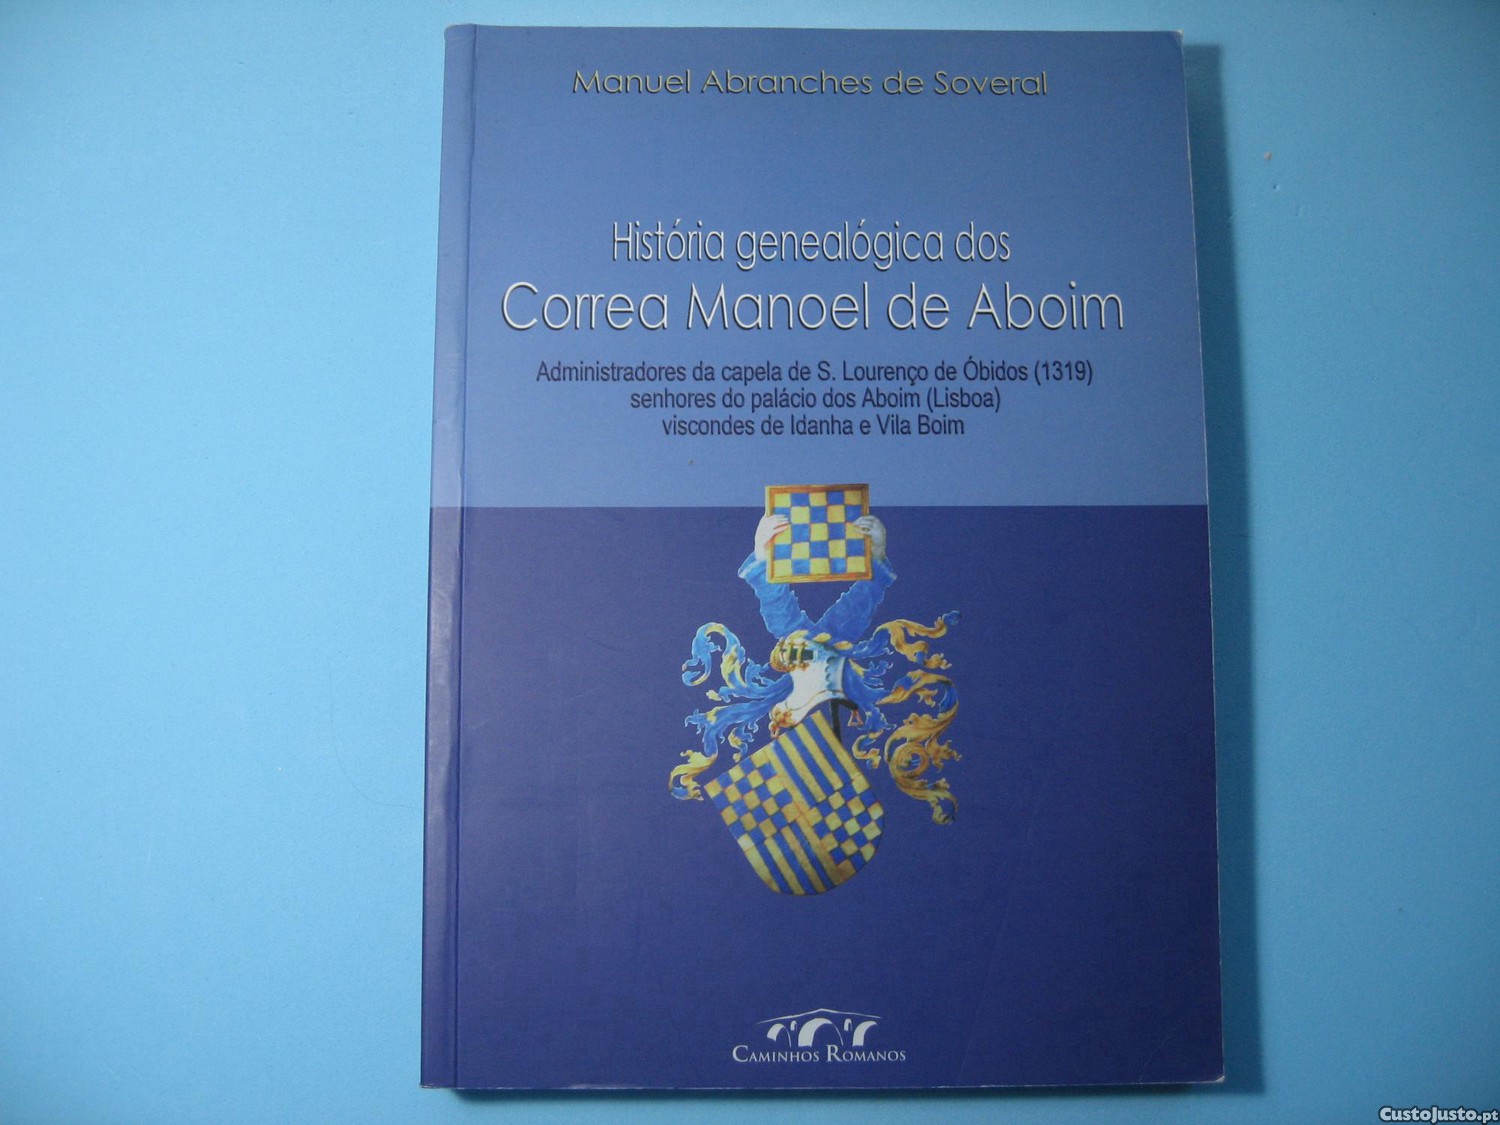 Manuel Abranches de Soveral
História genealógica dos
Correa Manoel de Aboim
Administradores da capela de S. Lourenço de Óbidos (1319)
senhores do palácio dos Aboim (Lisboa)
viscondes de Idanha e Vila Boim
CAMINHOS ROMANOS
CustoJusto.pt